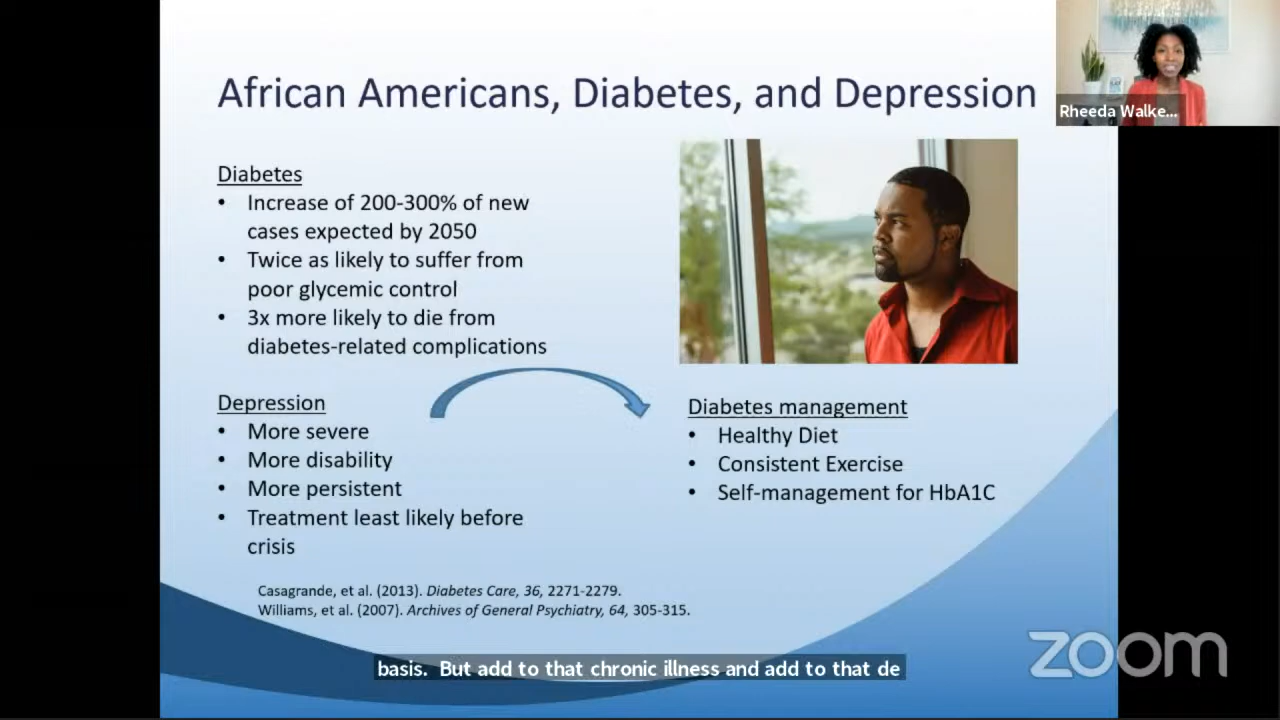 African Americans, Diabetes, and Depression
Rheeda Walke...
Diabetes
• Increase of 200-300% of new
cases expected by 2050
• Twice as likely to suffer from
poor glycemic control
• 3x more likely to die from
diabetes-related complications
Depression
• More severe
• More disability
• More persistent
• Treatment least likely before
crisis
Diabetes management
• Healthy Diet
• Consistent Exercise
• Self-management for HbA1C
Casagrande, et al. (2013). Diabetes Care, 36, 2271-2279.
Williams, et al. (2007). Archives of General Psychiatry, 64, 305-315.
zoom
basis. But add to that chronic illness and add to that de